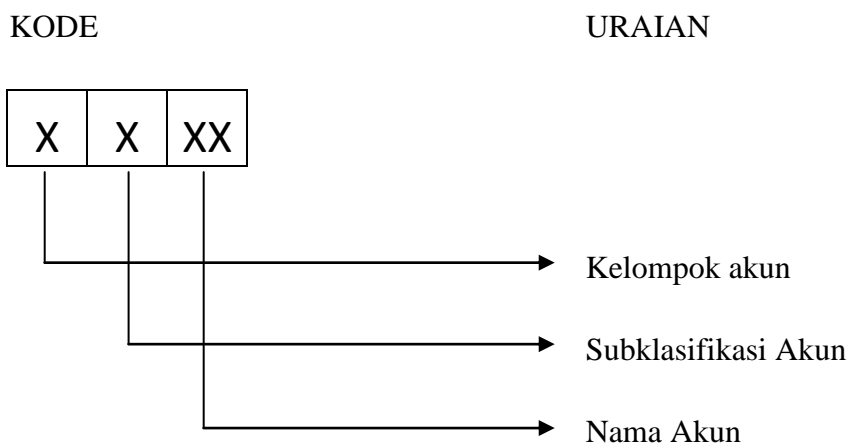 KODE URAIAN
X X XX
Kelompok akun
Subklasifikasi Akun
Nama Akun